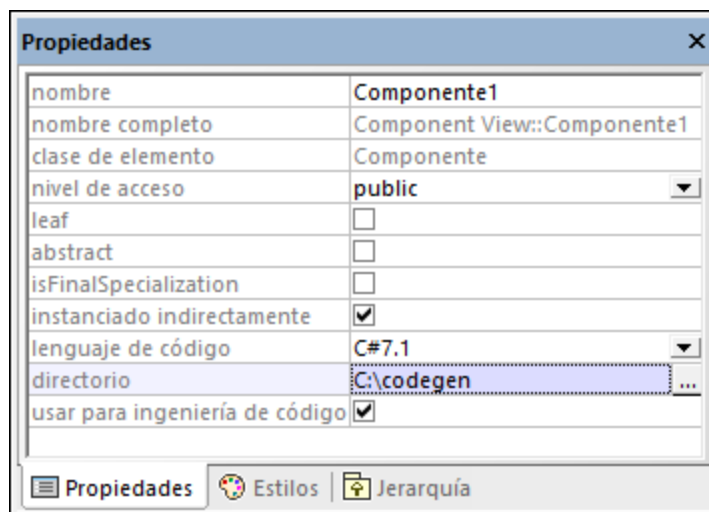 Propiedades
nombre Componente1
nombre completo Component View::Componente1
clase de elemento Componente
nivel de acceso public
leaf
abstract
isFinalSpecialization
instanciado indirectamente
lenguaje de código C#7.1
directorio C:\codegen ...
usar para ingeniería de código
Propiedades Estilos Jerarquía